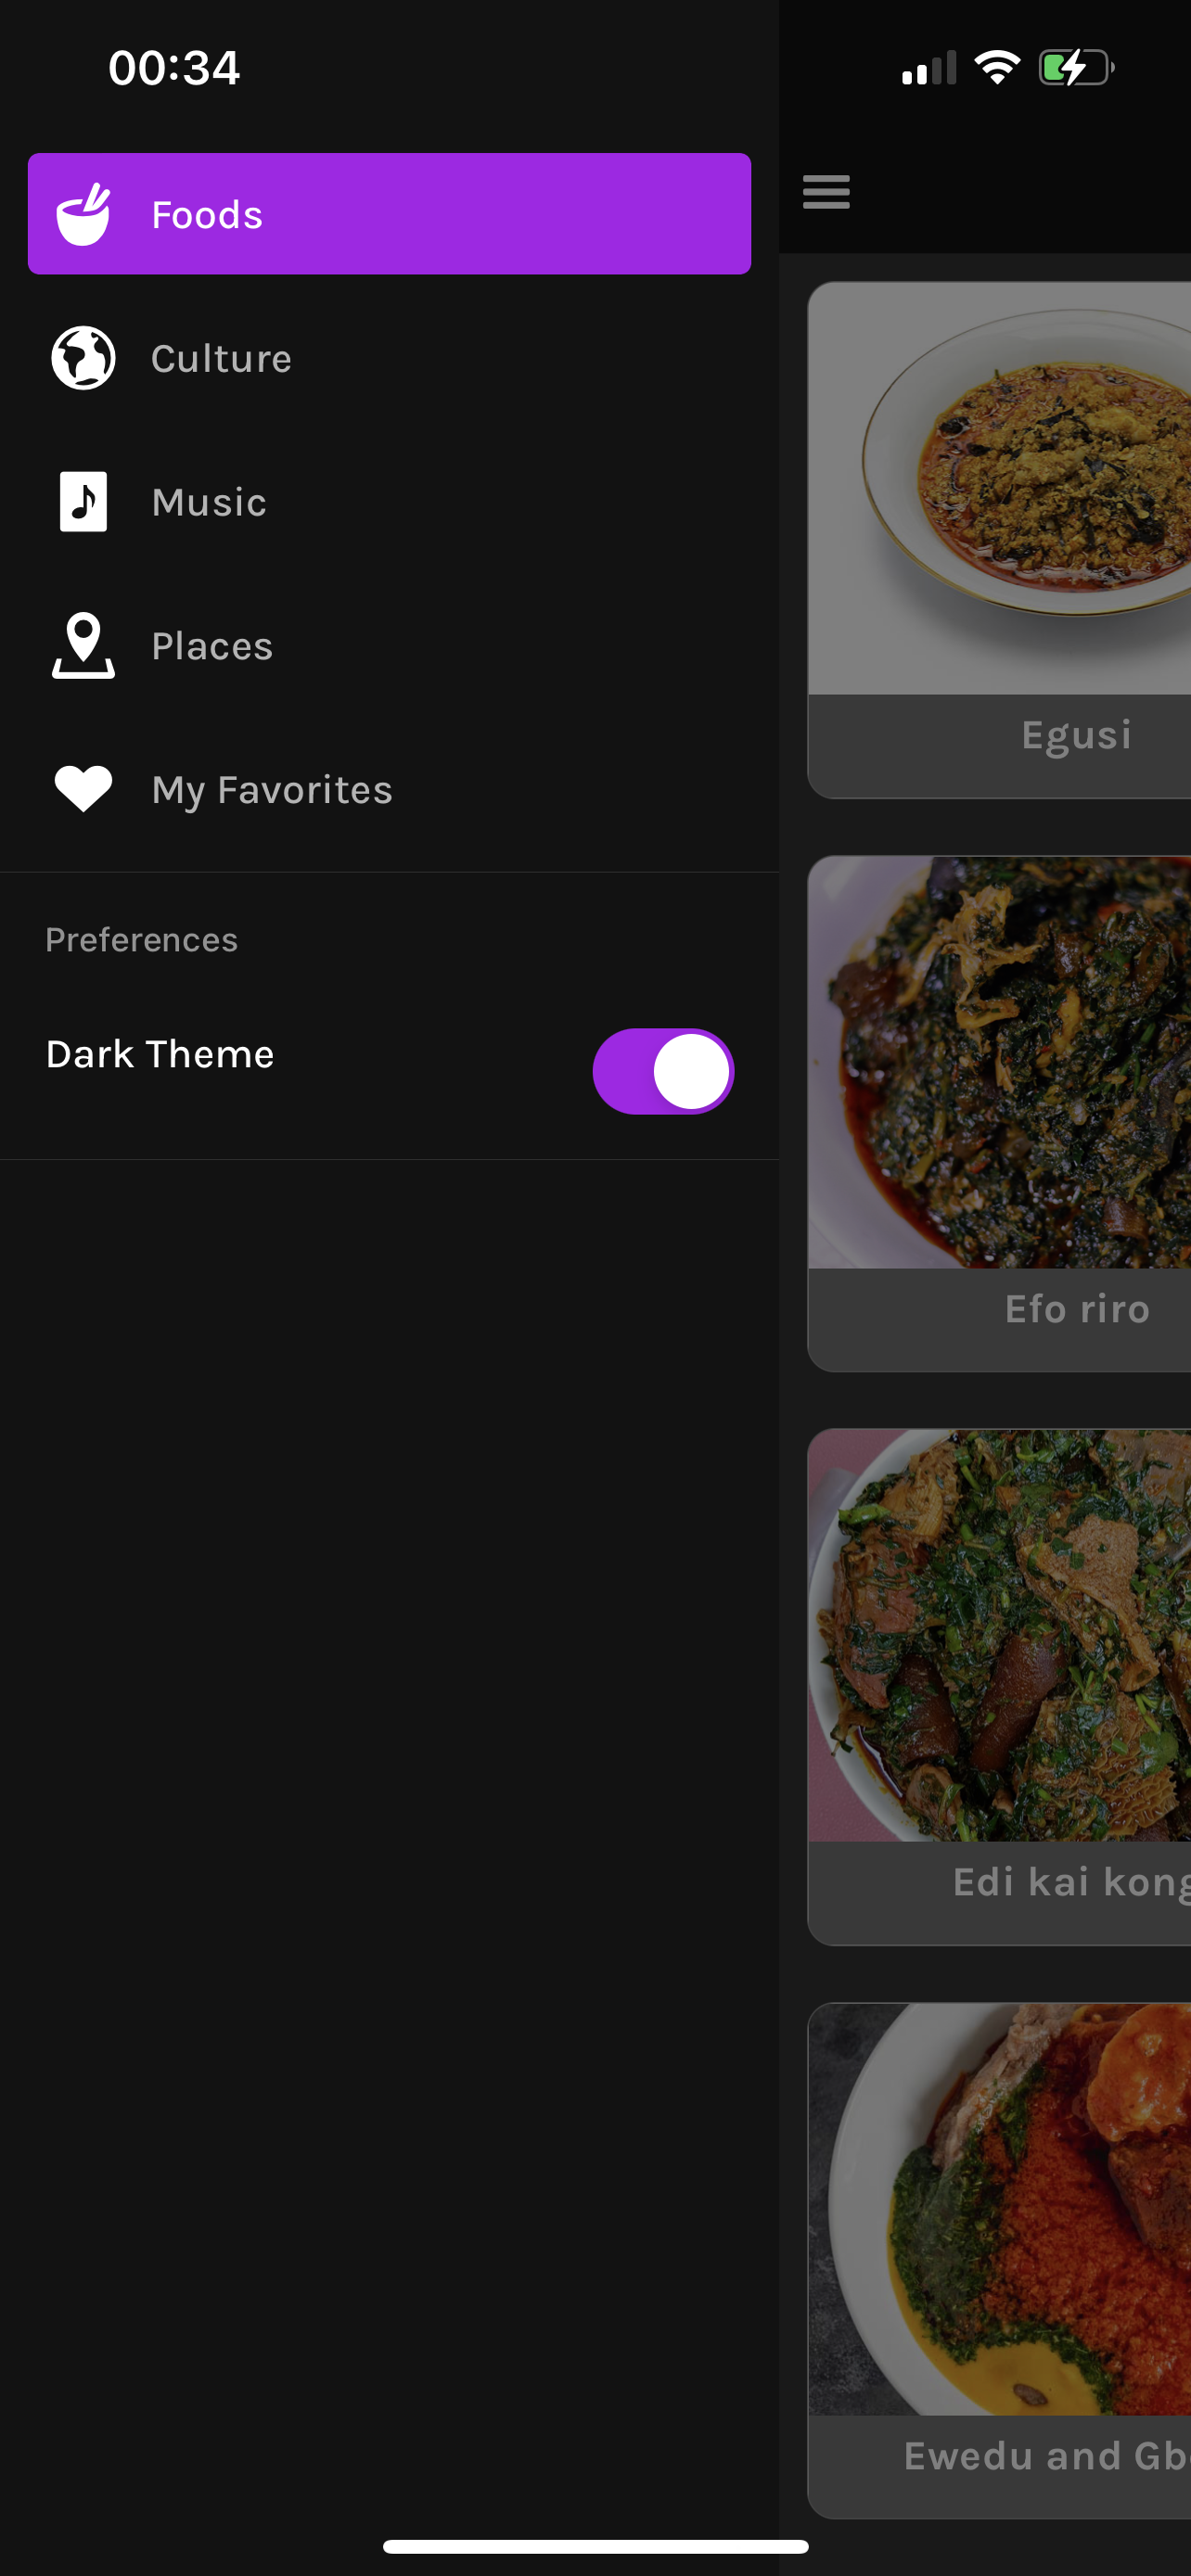 00:34
Foods
Culture
Music
Places
My Favorites
Preferences
Dark Theme
Egusi
Efo riro
Edi kai kong
Ewedu and